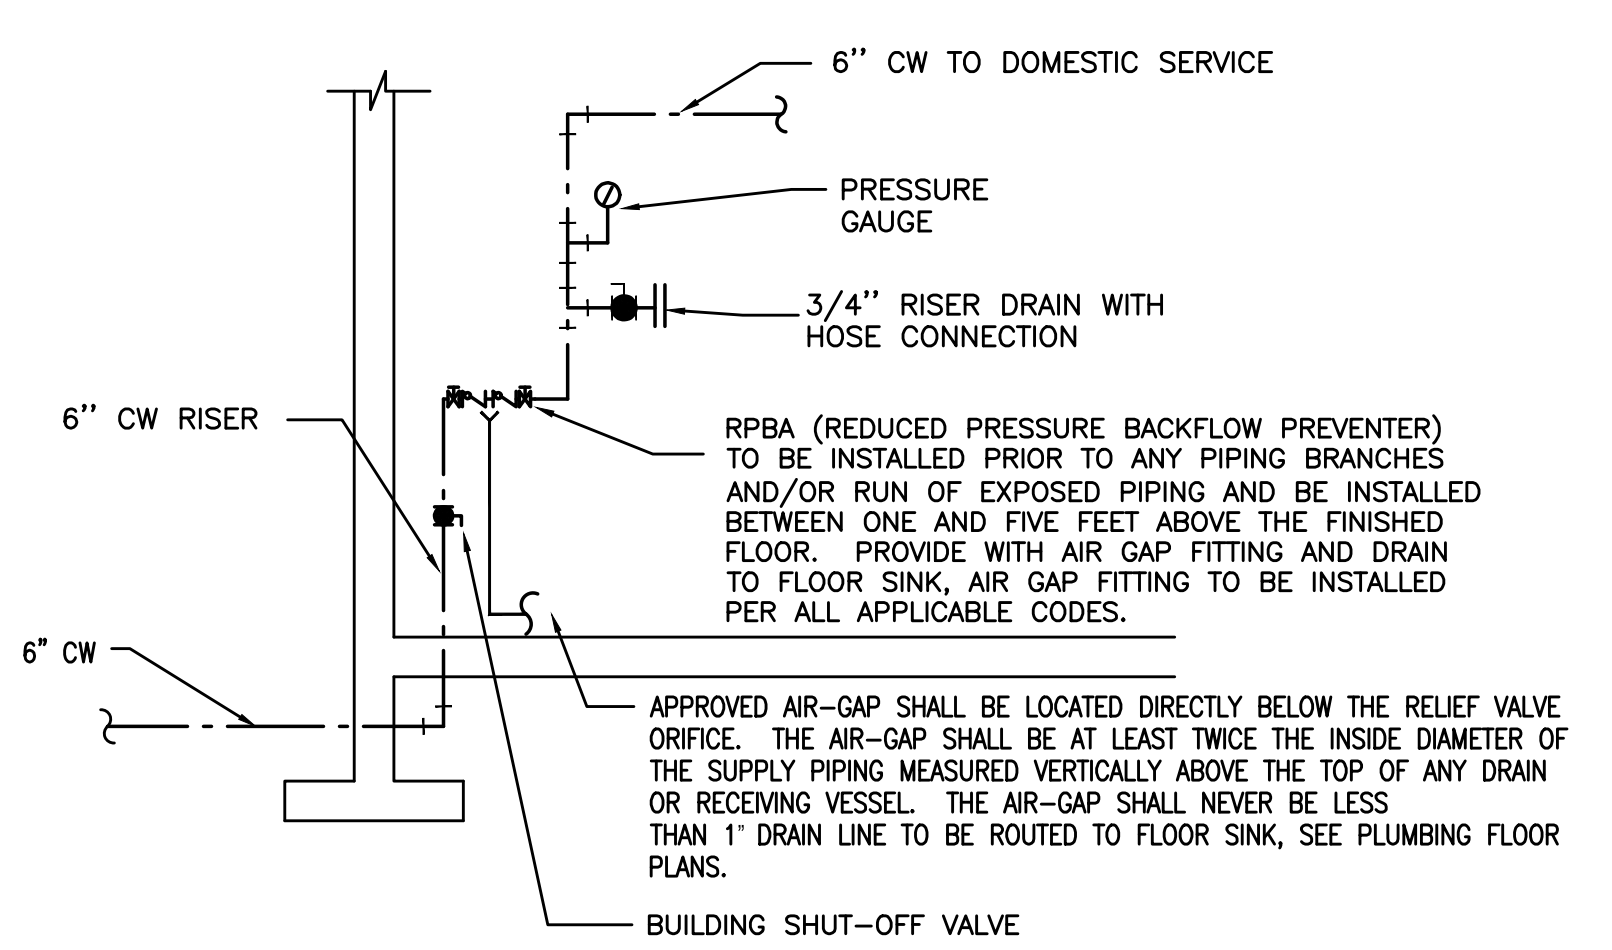 6'' CW TO DOMESTIC SERVICE
PRESSURE
GAUGE
3/4'' RISER DRAIN WITH
HOSE CONNECTION
6'' CW RISER
RPBA (REDUCED PRESSURE BACKFLOW PREVENTER)
TO BE INSTALLED PRIOR TO ANY PIPING BRANCHES
AND/OR RUN OF EXPOSED PIPING AND BE INSTALLED
BETWEEN ONE AND FIVE FEET ABOVE THE FINISHED
FLOOR. PROVIDE WITH AIR GAP FITTING AND DRAIN
TO FLOOR SINK, AIR GAP FITTING TO BE INSTALLED
PER ALL APPLICABLE CODES.
6” CW
APPROVED AIR-GAP SHALL BE LOCATED DIRECTLY BELOW THE RELIEF VALVE
ORIFICE. THE AIR-GAP SHALL BE AT LEAST TWICE THE INSIDE DIAMETER OF
THE SUPPLY PIPING MEASURED VERTICALLY ABOVE THE TOP OF ANY DRAIN
OR RECEIVING VESSEL. THE AIR-GAP SHALL NEVER BE LESS
THAN 1” DRAIN LINE TO BE ROUTED TO FLOOR SINK, SEE PLUMBING FLOOR
PLANS.
BUILDING SHUT-OFF VALVE